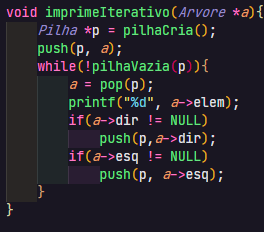 void imprimeIterativo(Arvore *a){
Pilha *p = pilhaCria();
push(p, a);
while(!pilhaVazia(p)){
a = pop(p);
printf("%d", a->elem);
if(a->dir != NULL)
push(p,a->dir);
if(a->esq != NULL)
push(p, a->esq);
}
}